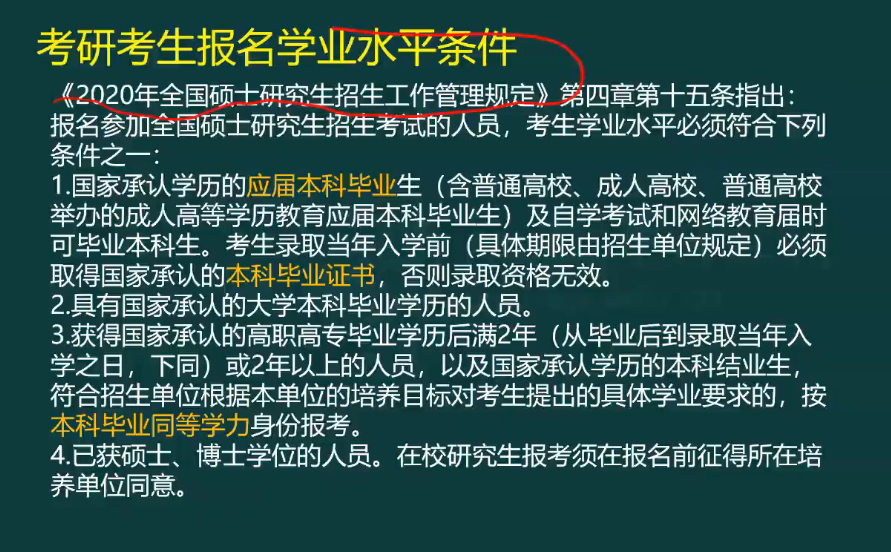 考研考生报名学业水平条件
《2020年全国硕士研究生招生工作管理规定》第四章第十五条指出：
报名参加全国硕士研究生招生考试的人员，考生学业水平必须符合下列
条件之一：
1.国家承认学历的应届本科毕业生（含普通高校、成人高校、普通高校
举办的成人高等学历教育应届本科毕业生）及自学考试和网络教育届时
可毕业本科生。考生录取当年入学前（具体期限由招生单位规定）必须
取得国家承认的本科毕业证书，否则录取资格无效。
2.具有国家承认的大学本科毕业学历的人员。
3.获得国家承认的高职高专毕业学历后满2年（从毕业后到录取当年入
学之日，下同）或2年以上的人员，以及国家承认学历的本科结业生，
符合招生单位根据本单位的培养目标对考生提出的具体学业要求的，按
本科毕业同等学力身份报考。
4.已获硕士、博士学位的人员。在校研究生报考须在报名前征得所在培
养单位同意。